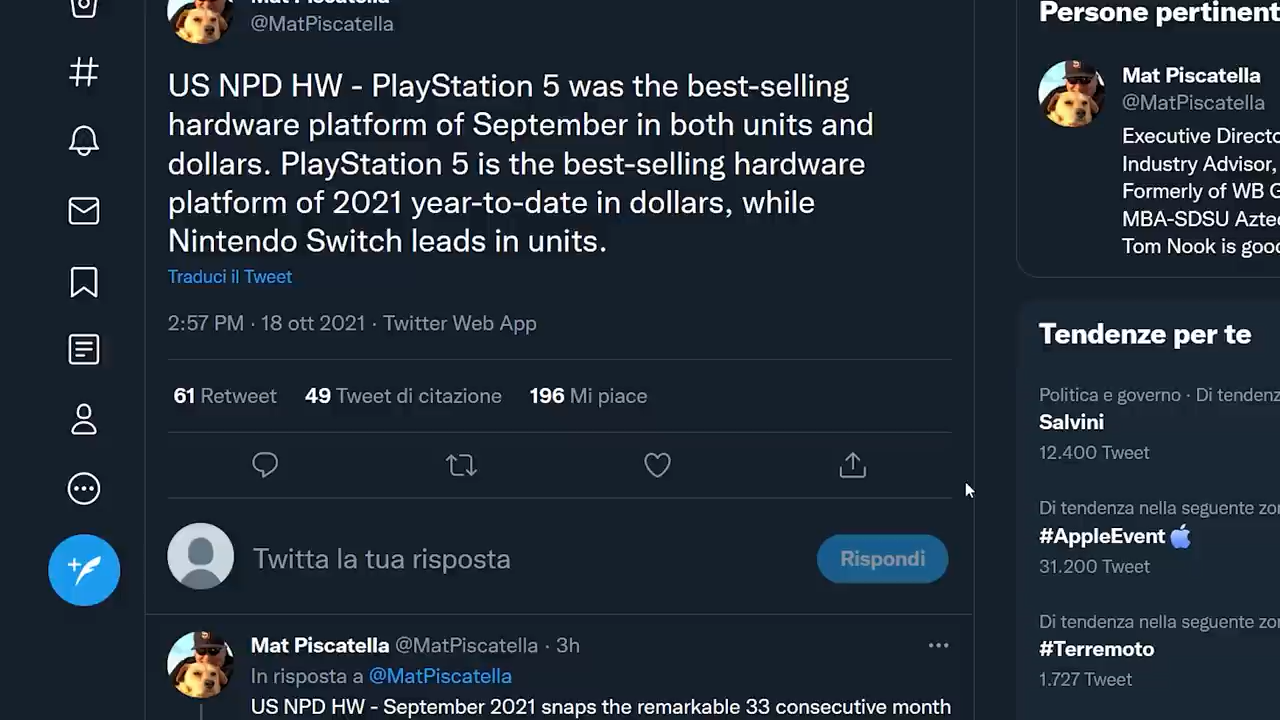 Mat Piscatella
@MatPiscatella
US NPD HW - PlayStation 5 was the best-selling
hardware platform of September in both units and
dollars. PlayStation 5 is the best-selling hardware
platform of 2021 year-to-date in dollars, while
Nintendo Switch leads in units.
Traduci il Tweet
2:57 PM · 18 ott 2021 · Twitter Web App
61 Retweet 49 Tweet di citazione 196 Mi piace
Twitta la tua risposta
Rispondi
Mat Piscatella @MatPiscatella · 3h
In risposta a @MatPiscatella
US NPD HW - September 2021 snaps the remarkable 33 consecutive month
Persone pertinent
Mat Piscatella
@MatPiscatella
Executive Directo
Industry Advisor,
Formerly of WB G
MBA-SDSU Azte
Tom Nook is good
Tendenze per te
Politica e governo · Di tendenz
Salvini
12.400 Tweet
Di tendenza nella seguente zo
#AppleEvent
31.200 Tweet
Di tendenza nella seguente zo
#Terremoto
1.727 Tweet